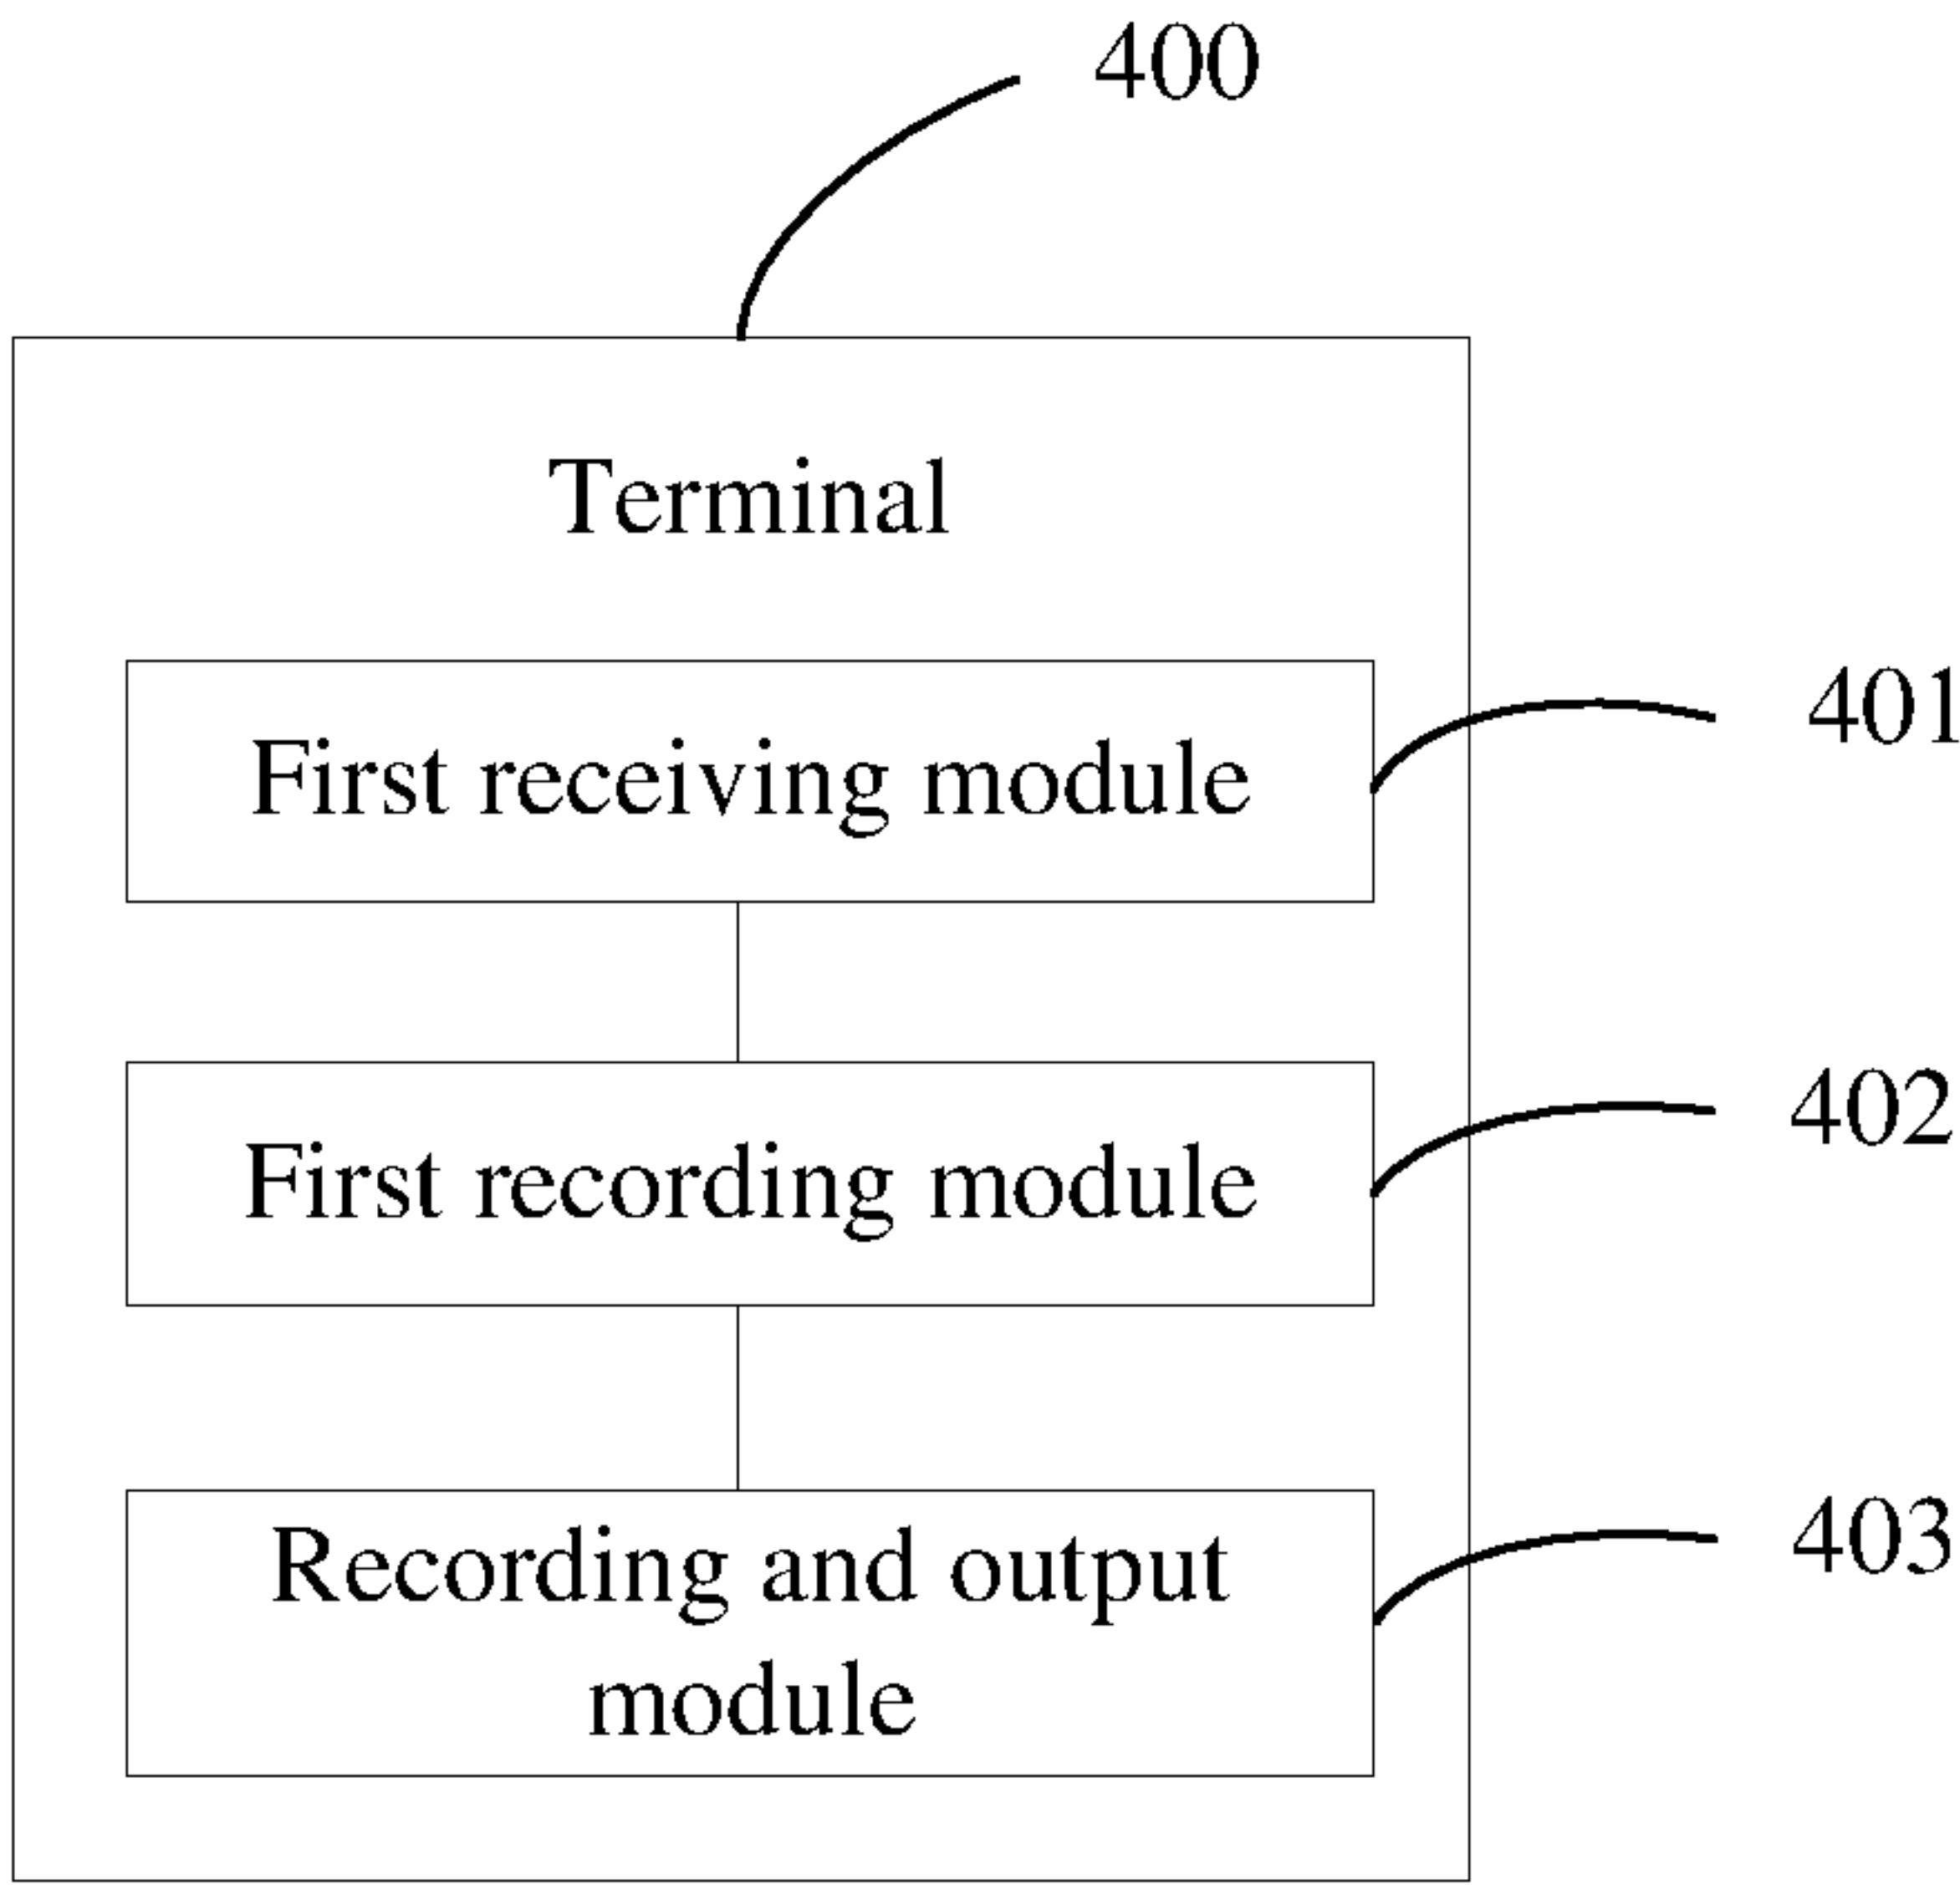 400
Terminal
First receiving module
401
First recording module
402
Recording and output
module
403